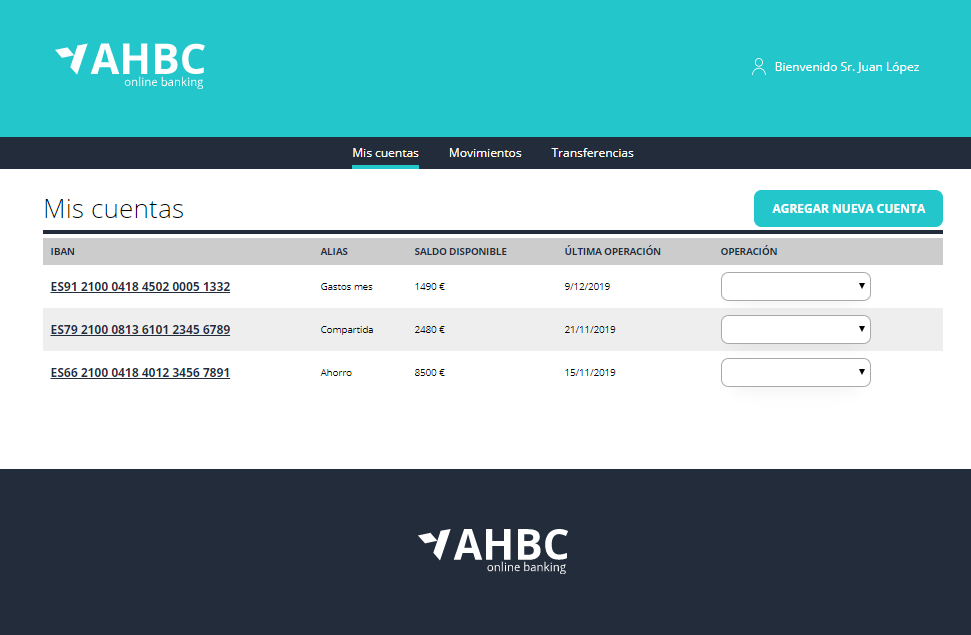 AHBC
online banking
Bienvenido Sr. Juan López
Mis cuentas Movimientos Transferencias
Mis cuentas
AGREGAR NUEVA CUENTA
IBAN ALIAS SALDO DISPONIBLE ÚLTIMA OPERACIÓN OPERACIÓN
ES91 2100 0418 4502 0005 1332 Gastos mes 1490 € 9/12/2019
ES79 2100 0813 6101 2345 6789 Compartida 2480 € 21/11/2019
ES66 2100 0418 4012 3456 7891 Ahorro 8500 € 15/11/2019
AHBC
online banking